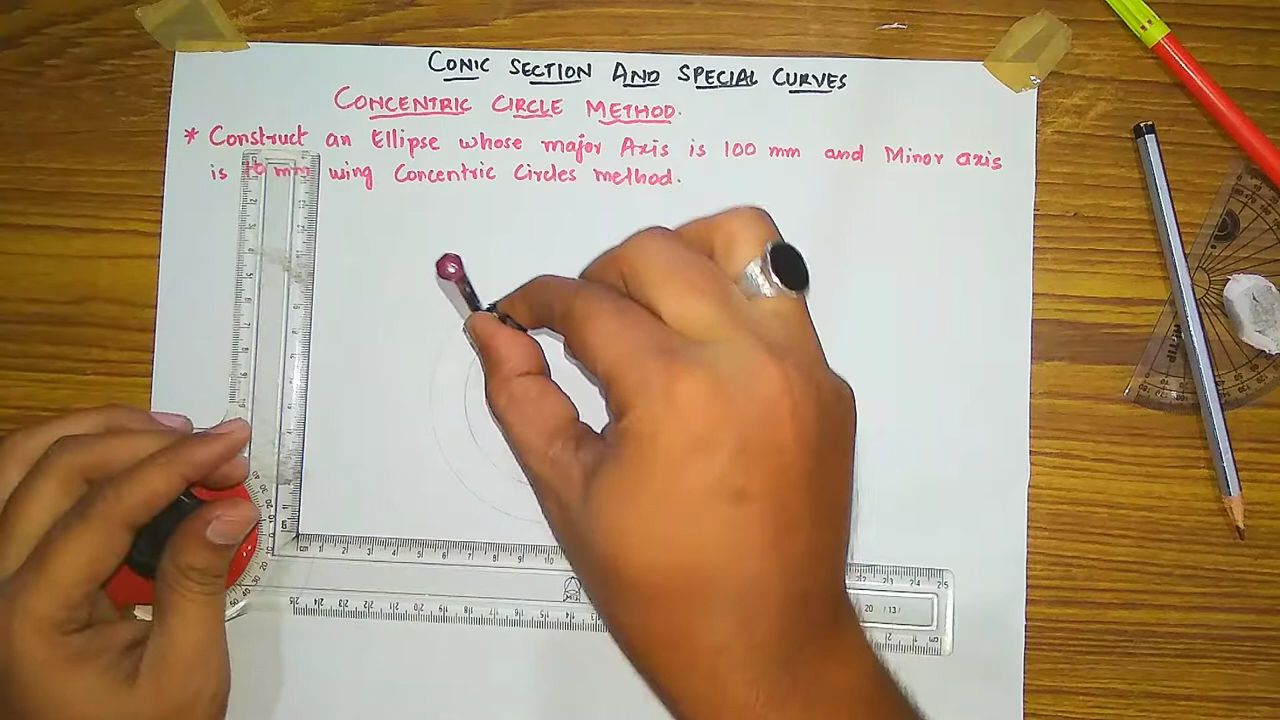 CONIC SECTION AND SPECIAL CURVES
CONCENTRIC CIRCLE METHOD.
* Construct an Ellipse whose major Axis is 100 mm and Minor axis
is mm using Concentric Circles method.